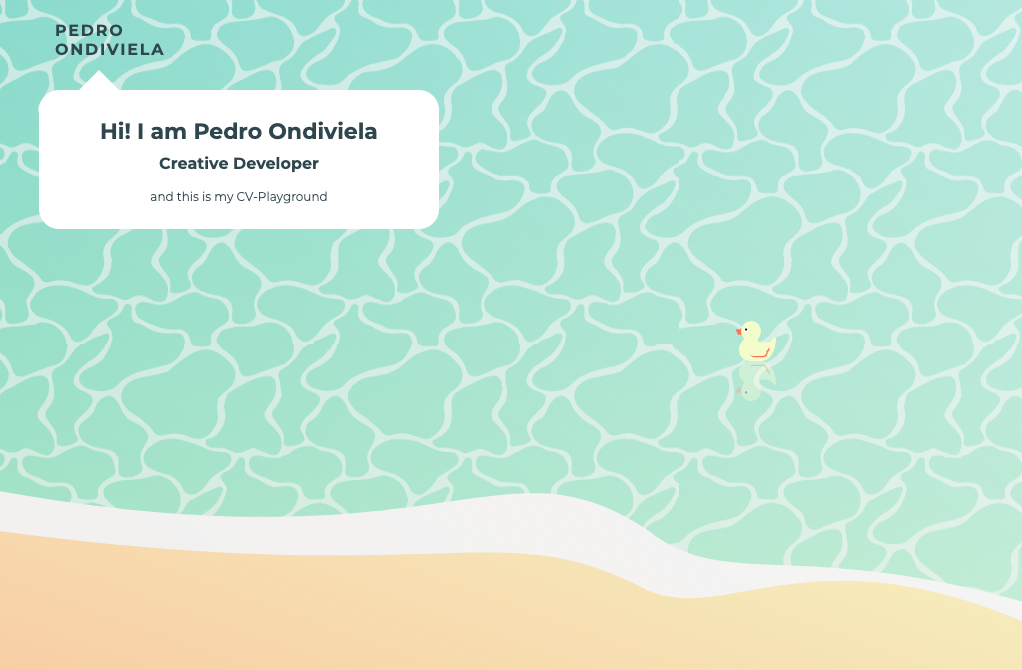 PEDRO
ONDIVIELA
Hi! I am Pedro Ondiviela
Creative Developer
and this is my CV-Playground